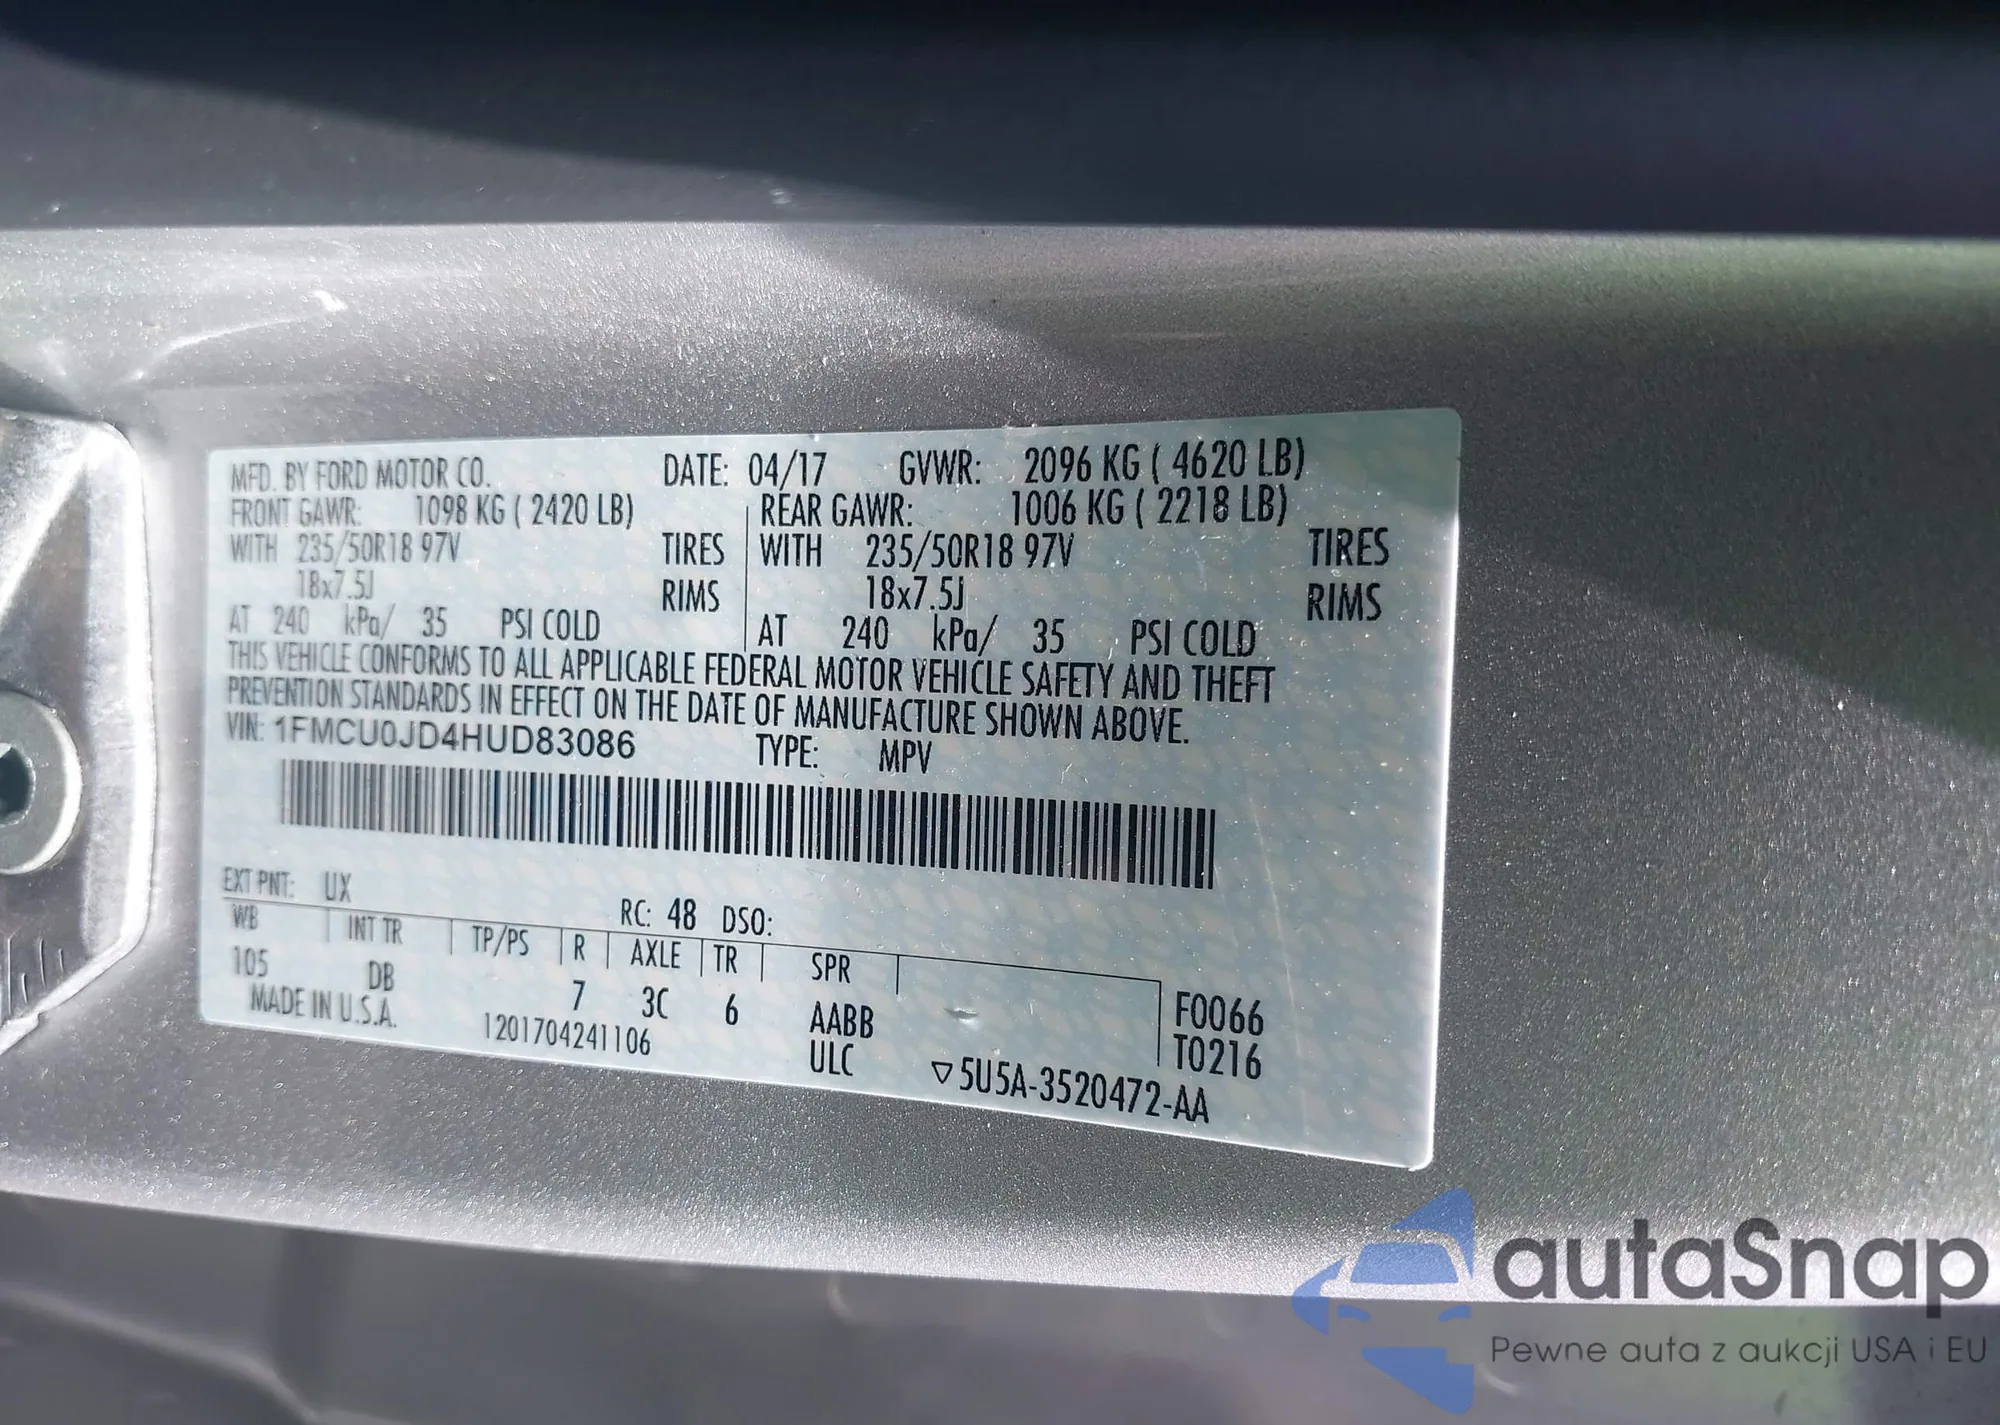 MFD. BY FORD MOTOR CO. DATE: 04/17 GVWR: 2096 KG ( 4620 LB)
FRONT GAWR: 1098 KG ( 2420 LB) REAR GAWR: 1006 KG ( 2218 LB)
WITH 235/50R18 97V TIRES WITH 235/50R18 97V TIRES
18x7.5J RIMS 18x7.5J RIMS
AT 240 kPa/ 35 PSI COLD AT 240 kPa/ 35 PSI COLD
THIS VEHICLE CONFORMS TO ALL APPLICABLE FEDERAL MOTOR VEHICLE SAFETY AND THEFT
PREVENTION STANDARDS IN EFFECT ON THE DATE OF MANUFACTURE SHOWN ABOVE.
VIN: 1FMCU0JD4HUD83086 TYPE: MPV
EXT PNT: UX RC: 48 DSO:
WB INT TR TP/PS R AXLE TR SPR
105 DB 7 3C 6 AABB F0066
MADE IN U.S.A. 1201704241106 ULC T0216
▽5U5A-3520472-AA
autaSnap
Pewne auta z aukcji USA i EU